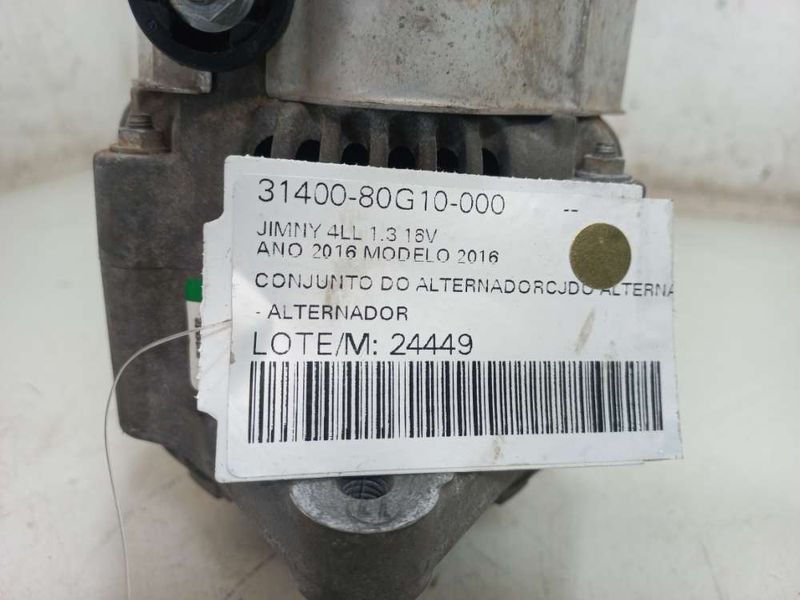 31400-80G10-000 --
JIMNY 4LL 1.3 16V
ANO 2016 MODELO 2016
CONJUNTO DO ALTERNADORCJDO ALTERNA
- ALTERNADOR
LOTE/M: 24449